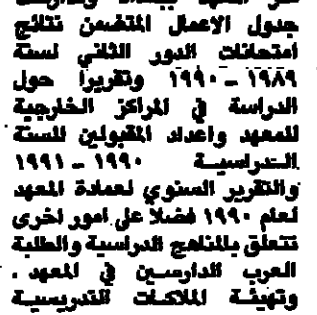 جدول الاعمال المتضمن نتائج
امتحانات الدور الثاني لسنة
١٩٨٩ ـ ١٩٩٠ وتقريرا حول
الدراسة في المراكز الخارجية
للمعهد واعداد المقبولين للسنة
الدراسية ١٩٩٠ ـ ١٩٩١
والتقرير السنوي لعمادة المعهد
لعام ١٩٩٠ فضلا على امور اخرى
تتعلق بالمناهج الدراسية والطلبة
العرب الدارسين في المعهد .
وتهيئة الملاكات التدريسية